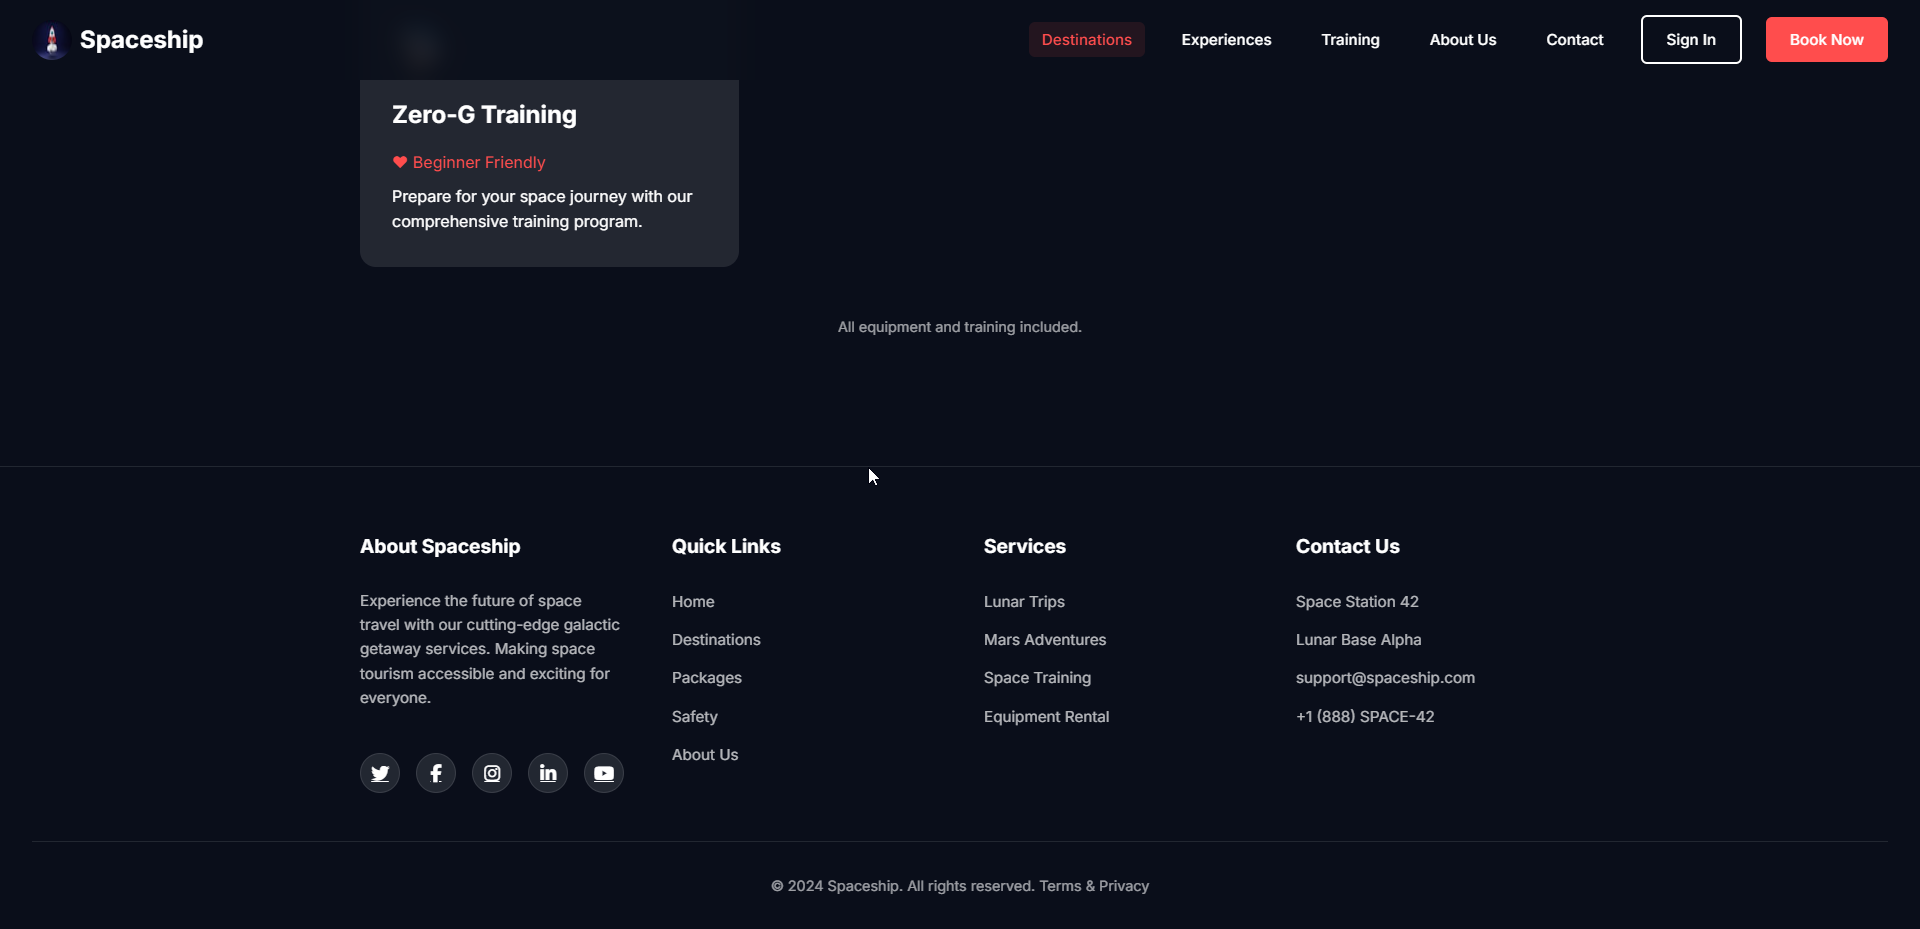 Spaceship
Destinations
Experiences
Training
About Us
Contact
Sign In
Book Now
Zero-G Training
Beginner Friendly
Prepare for your space journey with our
comprehensive training program.
All equipment and training included.
About Spaceship
Experience the future of space
travel with our cutting-edge galactic
getaway services. Making space
tourism accessible and exciting for
everyone.
Quick Links
Home
Destinations
Packages
Safety
About Us
Services
Lunar Trips
Mars Adventures
Space Training
Equipment Rental
Contact Us
Space Station 42
Lunar Base Alpha
support@spaceship.com
+1 (888) SPACE-42
© 2024 Spaceship. All rights reserved. Terms & Privacy